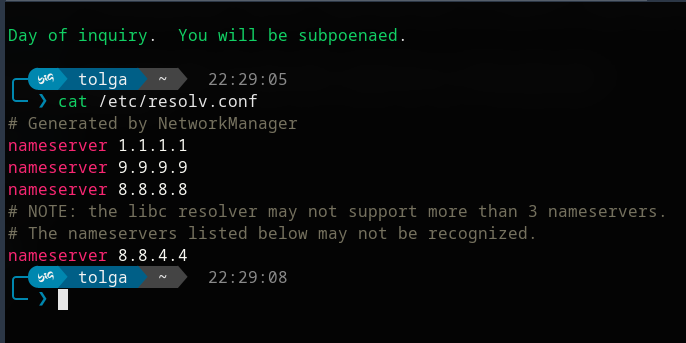 Day of inquiry.  You will be subpoenaed.
tolga ~ 22:29:05
❯ cat /etc/resolv.conf
# Generated by NetworkManager
nameserver 1.1.1.1
nameserver 9.9.9.9
nameserver 8.8.8.8
# NOTE: the libc resolver may not support more than 3 nameservers.
# The nameservers listed below may not be recognized.
nameserver 8.8.4.4
tolga ~ 22:29:08
❯